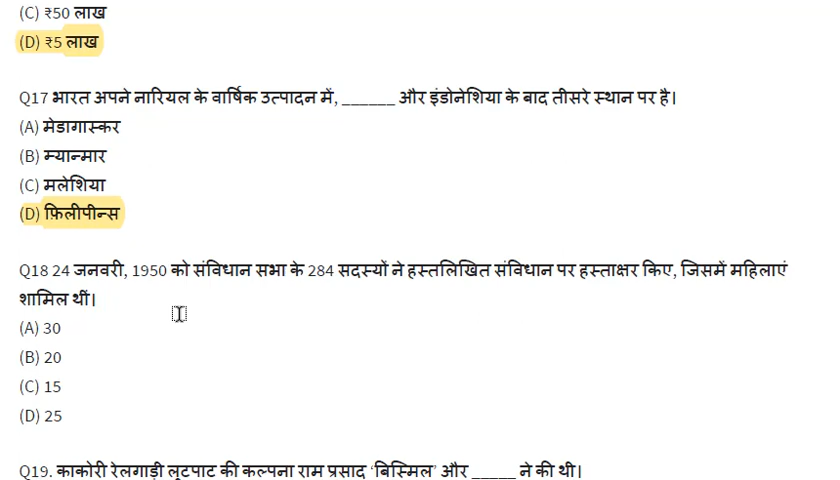 (C) ₹50 लाख
(D) ₹5 लाख
Q17 भारत अपने नारियल के वार्षिक उत्पादन में, ______ और इंडोनेशिया के बाद तीसरे स्थान पर है।
(A) मेडागास्कर
(B) म्यान्मार
(C) मलेशिया
(D) फ़िलीपीन्स
Q18 24 जनवरी, 1950 को संविधान सभा के 284 सदस्यों ने हस्तलिखित संविधान पर हस्ताक्षर किए, जिसमें महिलाएं
शामिल थीं।
(A) 30
(B) 20
(C) 15
(D) 25
Q19. काकोरी रेलगाड़ी लूटपाट की कल्पना राम प्रसाद 'बिस्मिल' और _____ ने की थी।